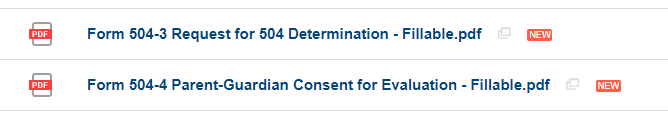 PDF Form 504-3 Request for 504 Determination - Fillable.pdf NEW
PDF Form 504-4 Parent-Guardian Consent for Evaluation - Fillable.pdf NEW